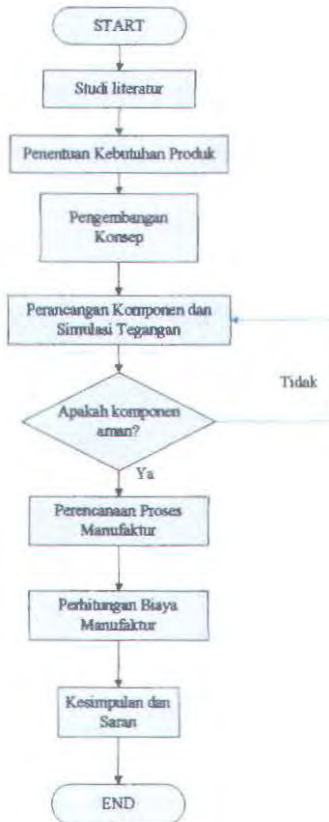 START
Studi literatur
Penentuan Kebutuhan Produk
Pengembangan
Konsep
Perancangan Komponen dan
Simulasi Tegangan
Tidak
Apakah komponen
aman?
Ya
Perencanaan Proses
Manufaktur
Perhitungan Biaya
Manufaktur
Kesimpulan dan
Saran
END